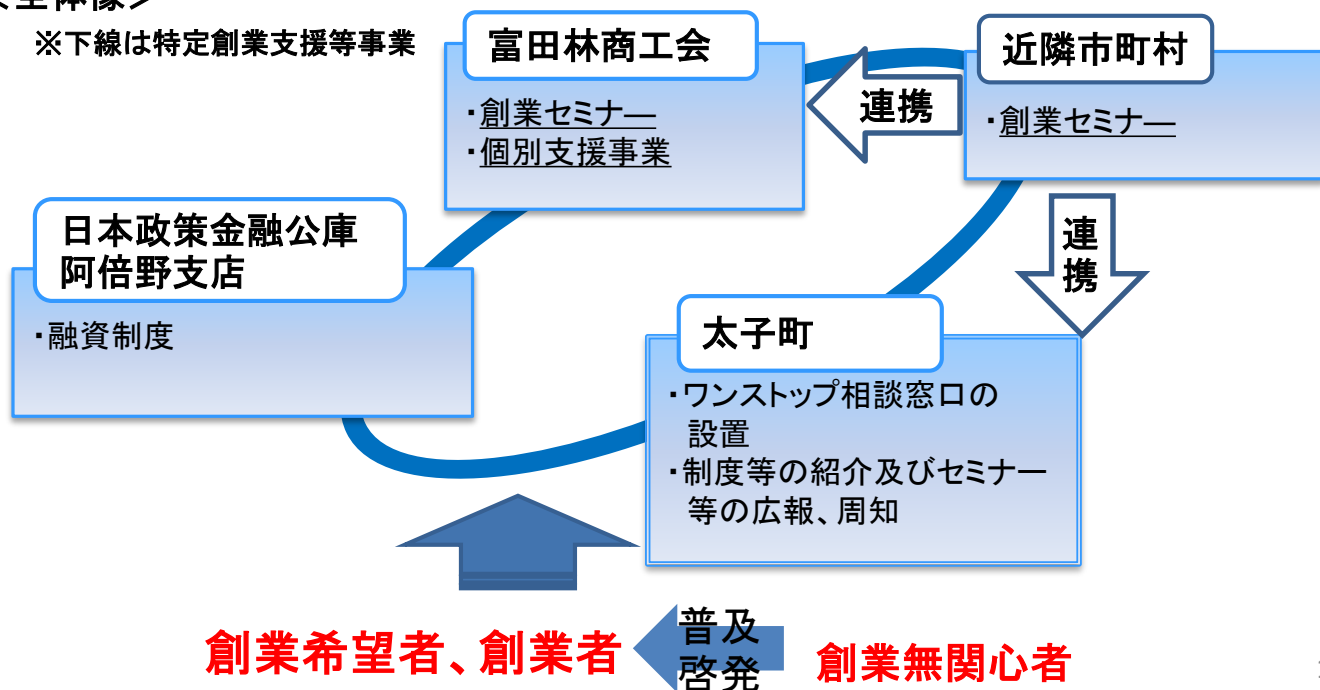 ※下線は特定創業支援等事業
富田林商工会
・創業セミナー
・個別支援事業
連携
近隣市町村
・創業セミナー
連
携
日本政策金融公庫
阿倍野支店
・融資制度
太子町
・ワンストップ相談窓口の
設置
・制度等の紹介及びセミナー
等の広報、周知
創業希望者、創業者
普及
啓発
創業無関心者